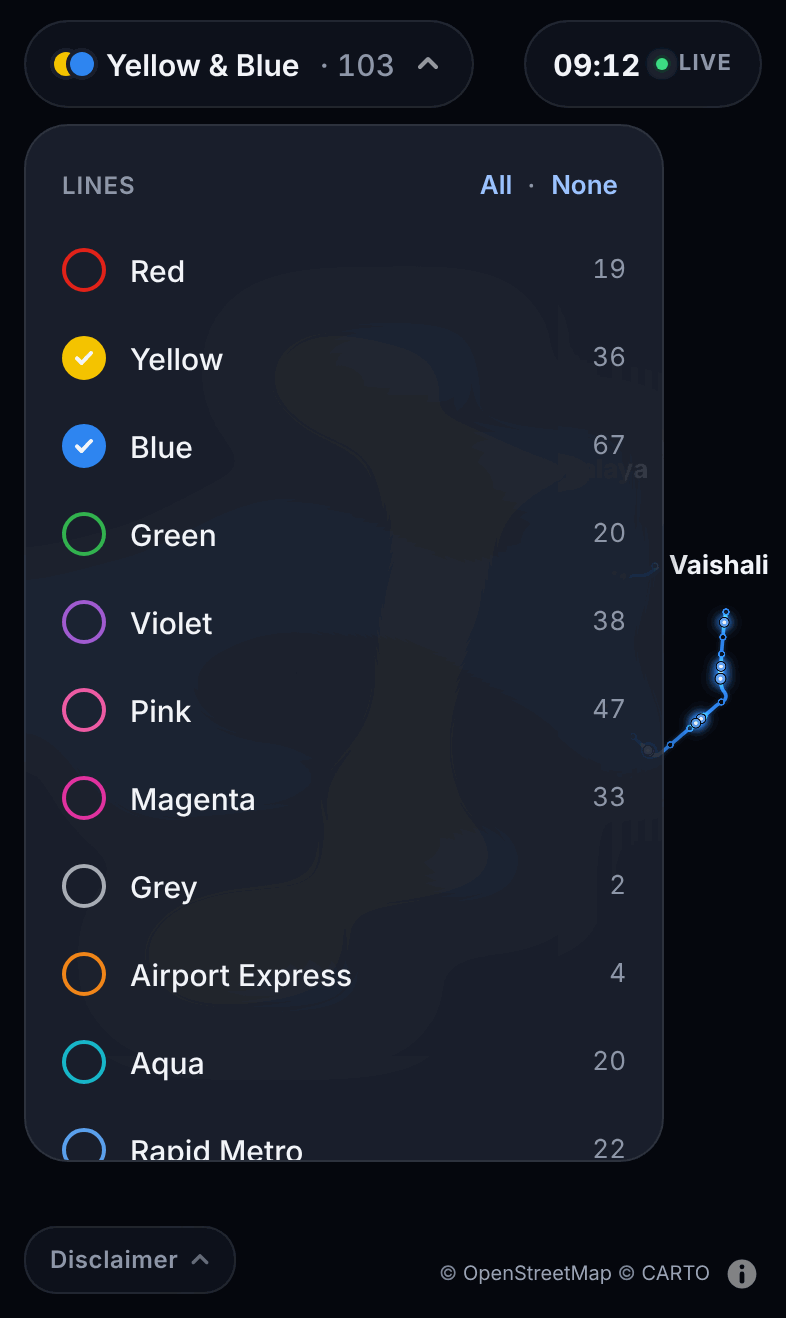 Yellow & Blue · 103
09:12 LIVE
LINES All · None
Red 19
Yellow 36
Blue 67
Green 20
Vaishali
Violet 38
Pink 47
Magenta 33
Grey 2
Airport Express 4
Aqua 20
Rapid Metro 22
Disclaimer
© OpenStreetMap © CARTO